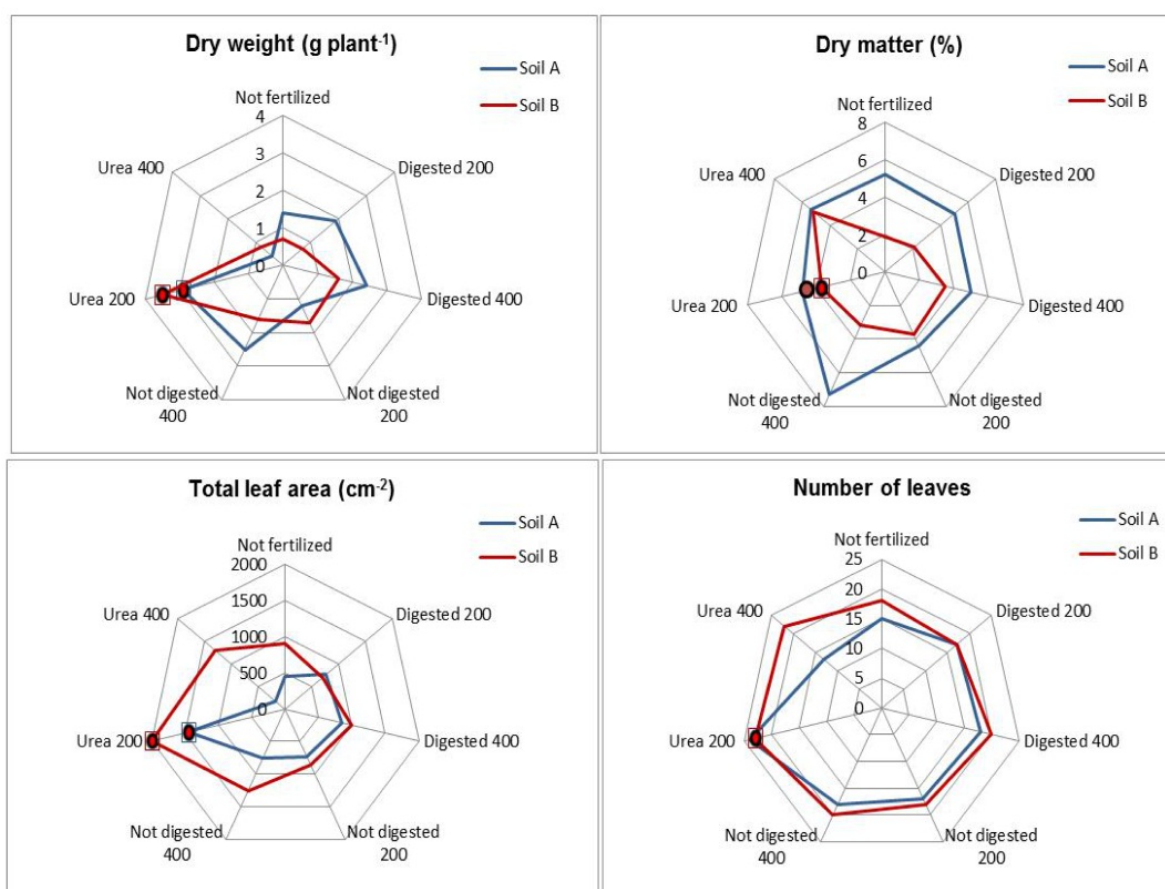 Dry weight (g plant-1)
Soil A
Soil B
Not fertilized
4
3
2
1
0
Digested 200
Digested 400
Not digested
200
Not digested
400
Urea 200
Urea 400
Dry matter (%)
Soil A
Soil B
Not fertilized
8
6
4
2
0
Digested 200
Digested 400
Not digested
200
Not digested
400
Urea 200
Urea 400
Total leaf area (cm-2)
Soil A
Soil B
Not fertilized
2000
1500
1000
500
0
Digested 200
Digested 400
Not digested
200
Not digested
400
Urea 200
Urea 400
Number of leaves
Soil A
Soil B
Not fertilized
25
20
15
10
5
0
Digested 200
Digested 400
Not digested
200
Not digested
400
Urea 200
Urea 400